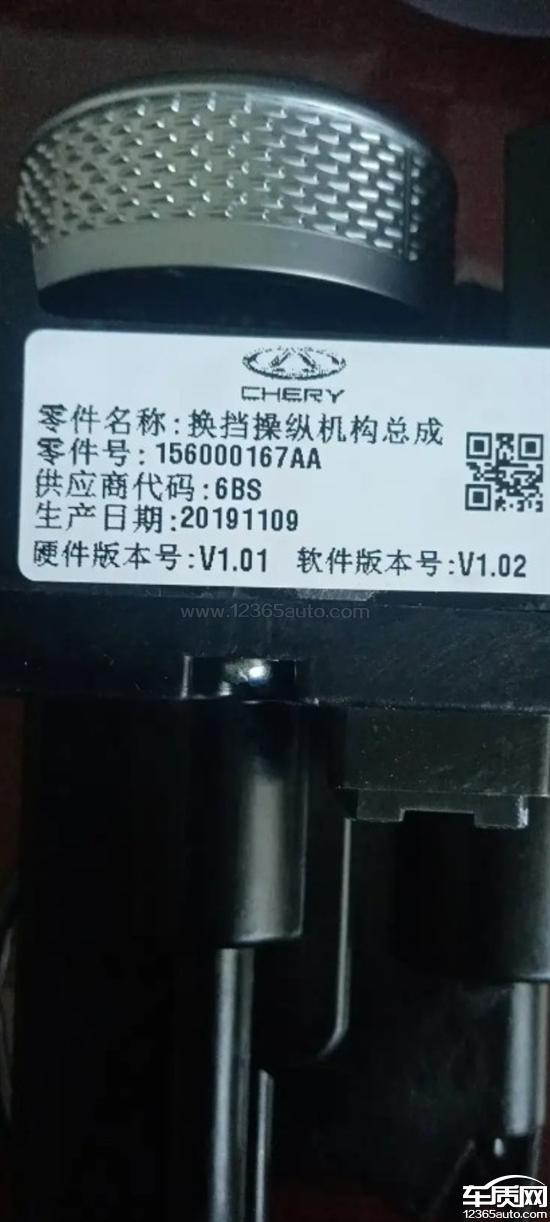 CHERY
零件名称:换挡操纵机构总成
零件号:156000167AA
供应商代码:6BS
生产日期:20191109
硬件版本号:V1.01 软件版本号:V1.02
www.12365auto.com
车质网
12365auto.com